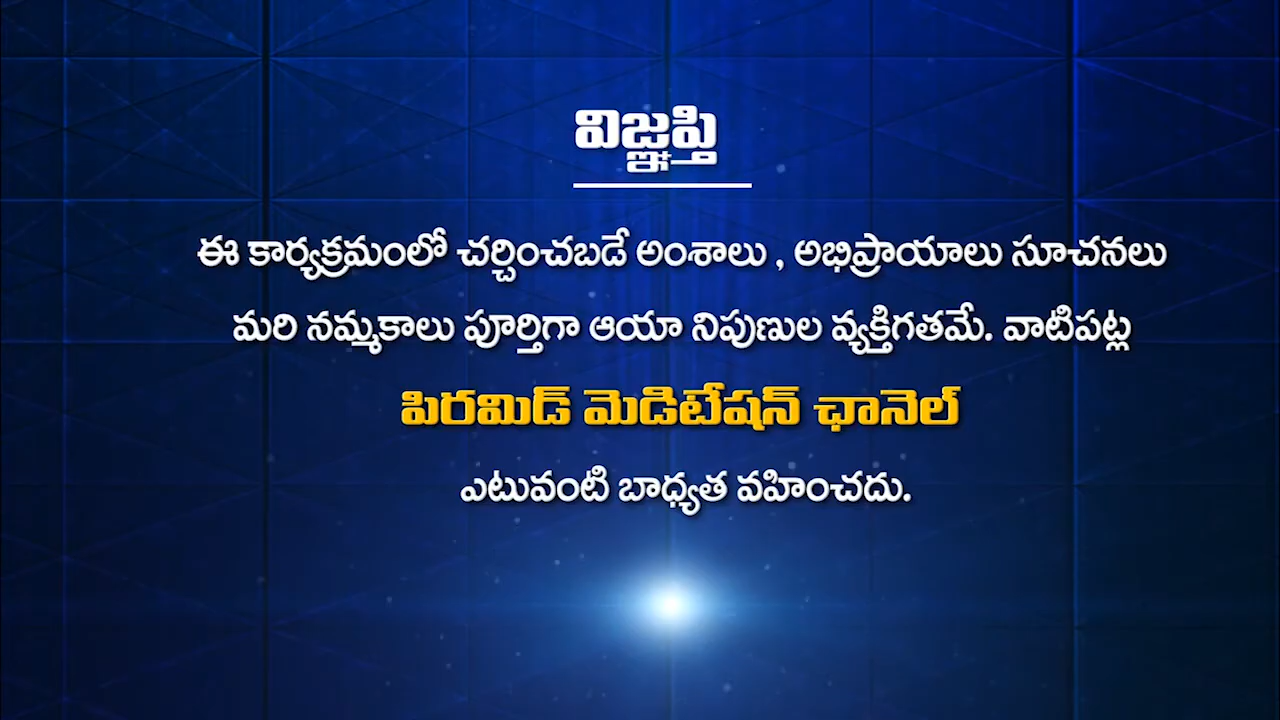 విజ్ఞప్తి
ఈ కార్యక్రమంలో చర్చించబడే అంశాలు , అభిప్రాయాలు సూచనలు
మరి నమ్మకాలు పూర్తిగా ఆయా నిపుణుల వ్యక్తిగతమే. వాటిపట్ల
పిరమిడ్ మెడిటేషన్ ఛానెల్
ఎటువంటి బాధ్యత వహించదు.